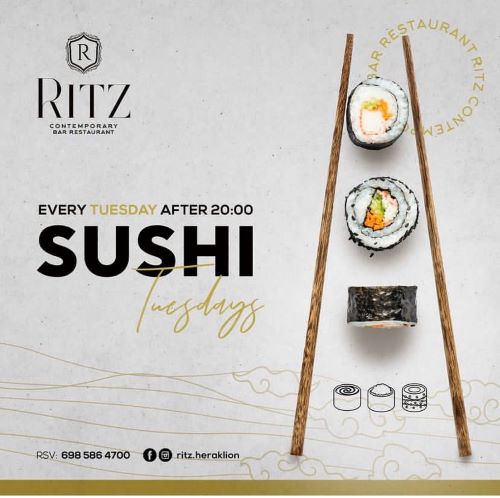 R
RITZ
CONTEMPORARY
BAR RESTAURANT
BAR RESTAURANT RITZ CONTEMPO
EVERY TUESDAY AFTER 20:00
SUSHI
Tuesdays
RSV: 698 586 4700 ritz.heraklion